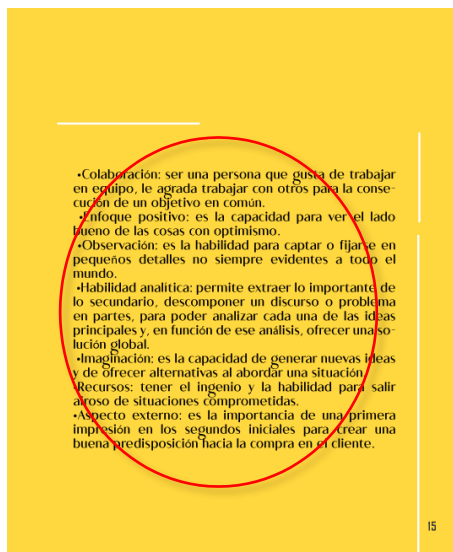 •Colaboración: ser una persona que gusta de trabajar
en equipo, le agrada trabajar con otros para la conse-
cución de un objetivo en común.
•Enfoque positivo: es la capacidad para ver el lado
bueno de las cosas con optimismo.
•Observación: es la habilidad para captar o fijarse en
pequeños detalles no siempre evidentes a todo el
mundo.
•Habilidad analítica: permite extraer lo importante de
lo secundario, descomponer un discurso o problema
en partes, para poder analizar cada una de las ideas
principales y, en función de ese análisis, ofrecer una so-
lución global.
•Imaginación: es la capacidad de generar nuevas ideas
y de ofrecer alternativas al abordar una situación.
•Recursos: tener el ingenio y la habilidad para salir
airoso de situaciones comprometidas.
•Aspecto externo: es la importancia de una primera
impresión en los segundos iniciales para crear una
buena predisposición hacia la compra en el cliente.
15